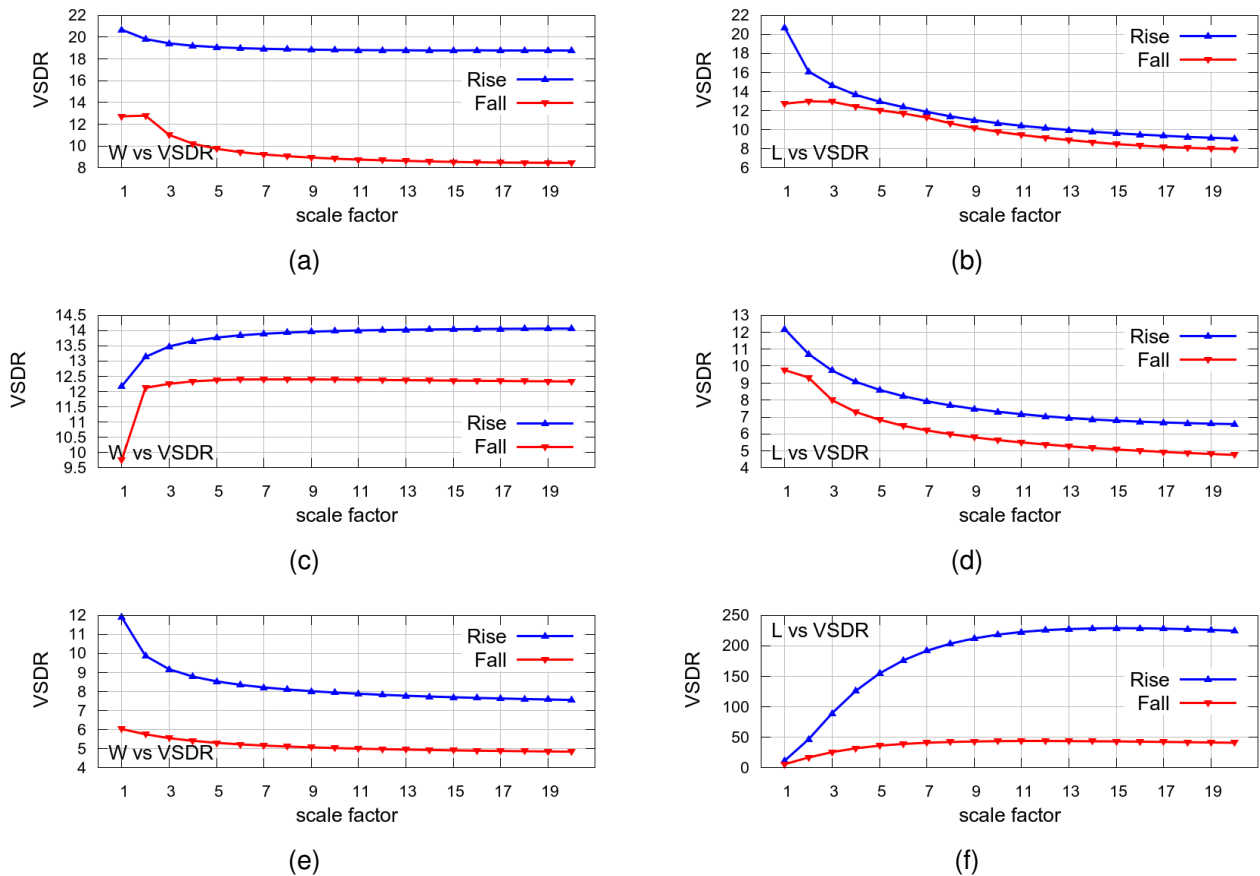 22
20
18
16
14
12
10
8
VSDR
Rise
Fall
W vs VSDR
1 3 5 7 9 11 13 15 17 19
scale factor
(a)
22
20
18
16
14
12
10
8
6
VSDR
Rise
Fall
L vs VSDR
1 3 5 7 9 11 13 15 17 19
scale factor
(b)
14.5
14
13.5
13
12.5
12
11.5
11
10.5
10
9.5
VSDR
Rise
Fall
W vs VSDR
1 3 5 7 9 11 13 15 17 19
scale factor
(c)
13
12
11
10
9
8
7
6
5
4
VSDR
Rise
Fall
L vs VSDR
1 3 5 7 9 11 13 15 17 19
scale factor
(d)
12
11
10
9
8
7
6
5
4
VSDR
Rise
Fall
W vs VSDR
1 3 5 7 9 11 13 15 17 19
scale factor
(e)
250
200
150
100
50
0
VSDR
L vs VSDR
Rise
Fall
1 3 5 7 9 11 13 15 17 19
scale factor
(f)